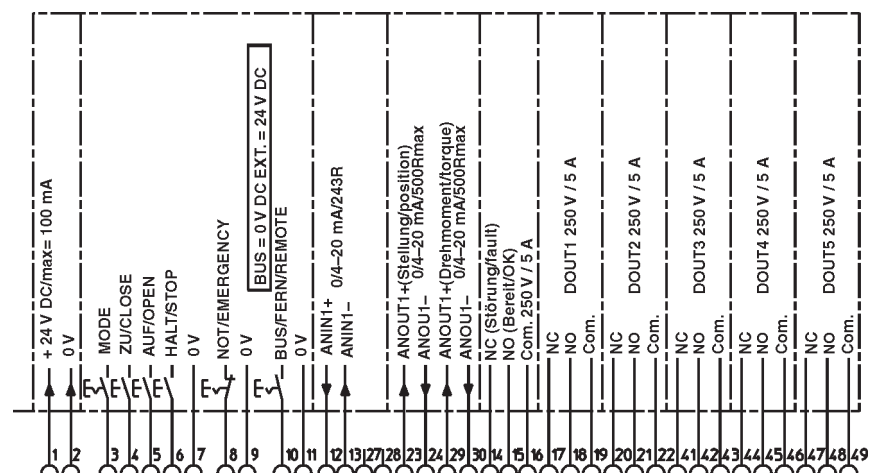 + 24 V DC/max= 100 mA
0 V
MODE
ZU/CLOSE
AUF/OPEN
HALT/STOP
0 V
NOT/EMERGENCY
0 V
BUS = 0 V DC EXT. = 24 V DC
BUS/FERN/REMOTE
ANIN1+ 0/4–20 mA/243R
ANIN1–
ANOUT1+(Stellung/position)
0/4–20 mA/500Rmax
ANOU1–
ANOUT1+(Drehmoment/torque)
0/4–20 mA/500Rmax
ANOU1–
NC (Störung/fault)
NO (Bereit/OK)
Com. 250 V / 5 A
NC
NO DOUT1 250 V / 5 A
Com.
NC
NO DOUT2 250 V / 5 A
Com.
NC
NO DOUT3 250 V / 5 A
Com.
NC
NO DOUT4 250 V / 5 A
Com.
NC
NO DOUT5 250 V / 5 A
Com.
E E E E E E
1 2 3 4 5 6 7 8 9 10 11 12 13 27 28 23 24 29 30 14 15 16 17 18 19 20 21 22 41 42 43 44 45 46 47 48 49